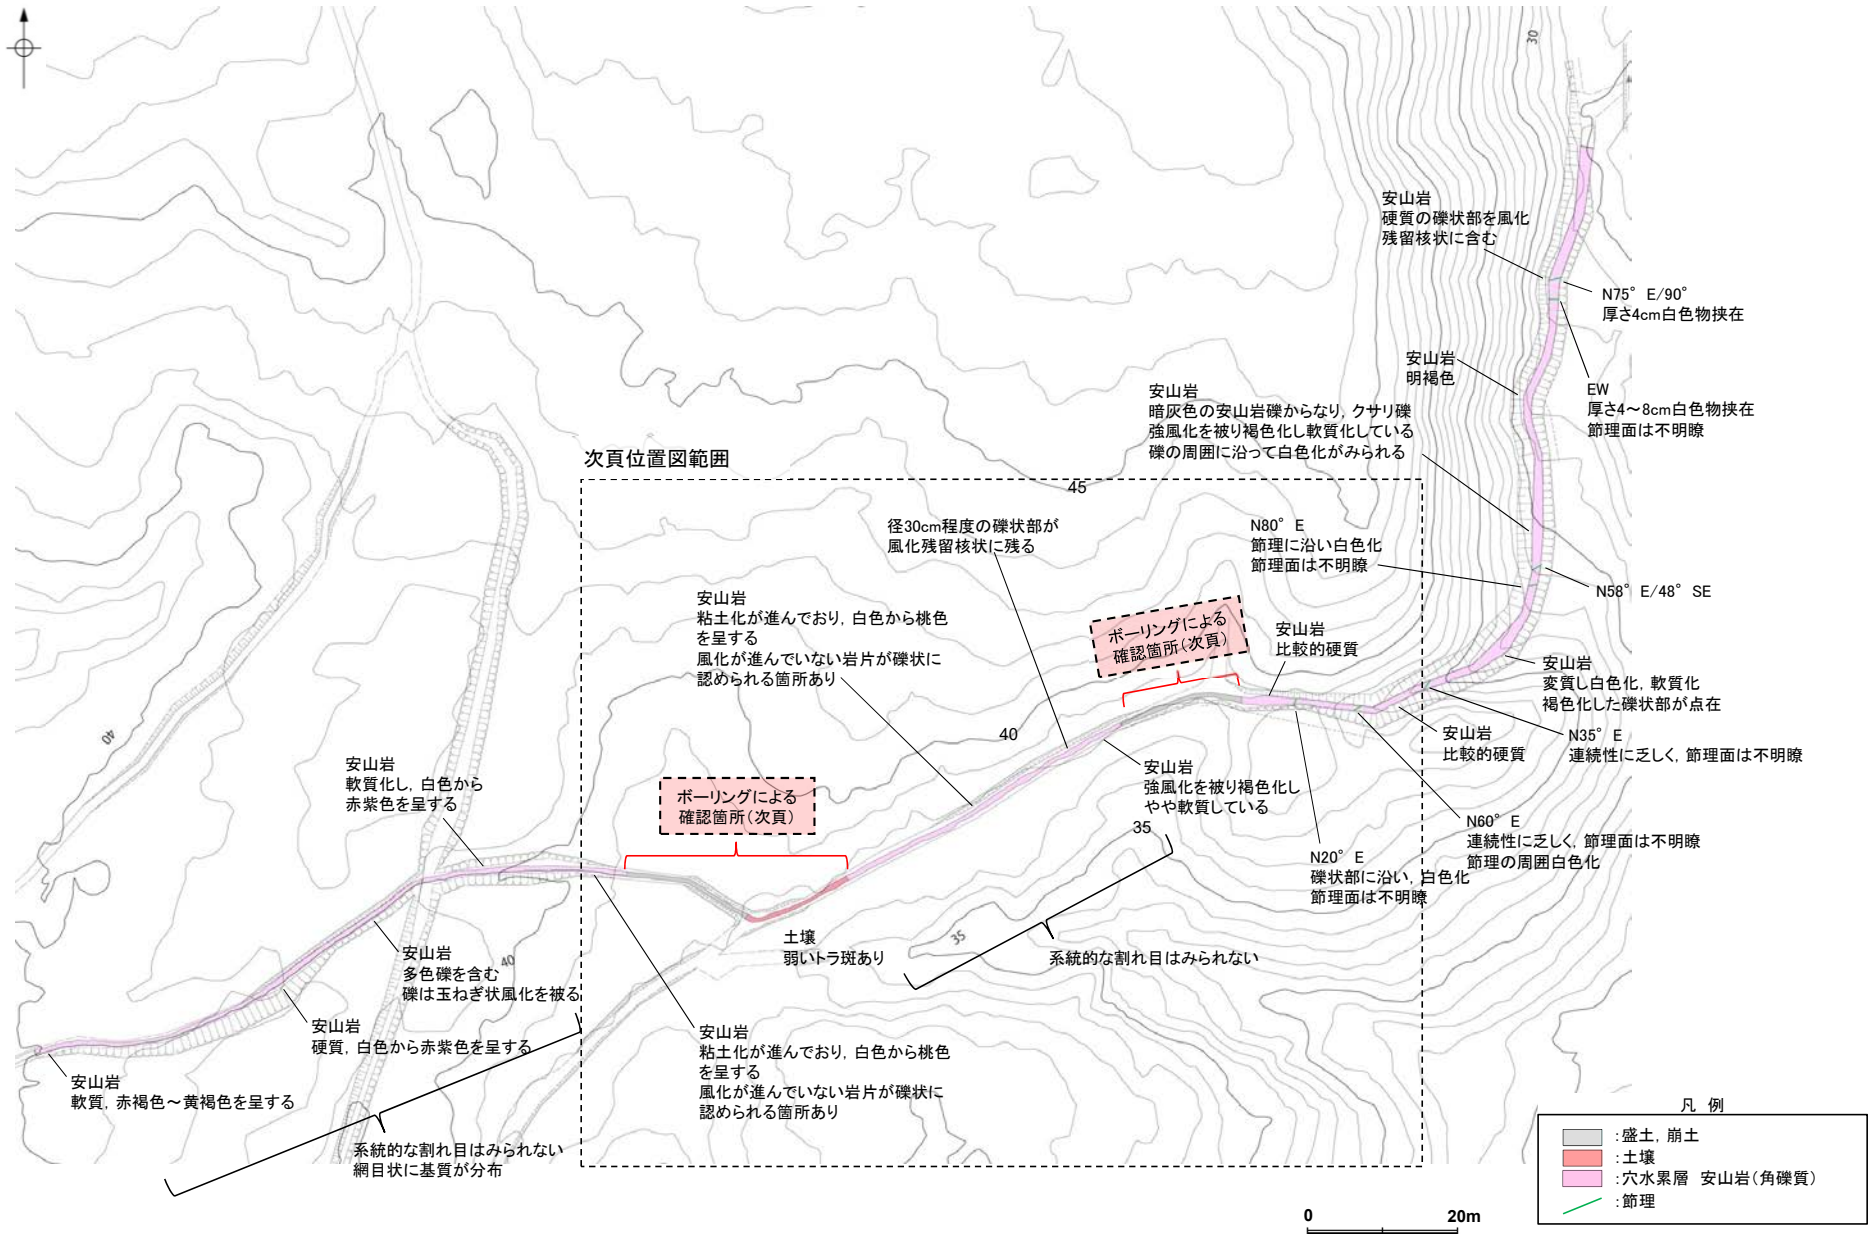 30
安山岩
硬質の礫状部を風化
残留核状に含む
N75°E/90°
厚さ4cm白色物挟在
安山岩
明褐色
EW
厚さ4～8cm白色物挟在
節理面は不明瞭
安山岩
暗灰色の安山岩礫からなり, クサリ礫
強風化を被り褐色化し軟質化している
礫の周囲に沿って白色化がみられる
次頁位置図範囲
45
径30cm程度の礫状部が
風化残留核状に残る
N80°E
節理に沿い白色化
節理面は不明瞭
N58°E/48°SE
安山岩
粘土化が進んでおり, 白色から桃色
を呈する
風化が進んでいない岩片が礫状に
認められる箇所あり
ボーリングによる
確認箇所(次頁)
安山岩
比較的硬質
安山岩
変質し白色化, 軟質化
褐色化した礫状部が点在
40
40
安山岩
比較的硬質
N35°E
連続性に乏しく, 節理面は不明瞭
安山岩
軟質化し, 白色から
赤紫色を呈する
ボーリングによる
確認箇所(次頁)
安山岩
強風化を被り褐色化し
やや軟質している
35
N60°E
連続性に乏しく, 節理面は不明瞭
節理の周囲白色化
N20°E
礫状部に沿い, 白色化
節理面は不明瞭
土壌
弱いトラ斑あり
35
系統的な割れ目はみられない
安山岩
多色礫を含む
礫は玉ねぎ状風化を被る
40
安山岩
硬質, 白色から赤紫色を呈する
安山岩
粘土化が進んでおり, 白色から桃色
を呈する
風化が進んでいない岩片が礫状に
認められる箇所あり
安山岩
軟質, 赤褐色～黄褐色を呈する
系統的な割れ目はみられない
網目状に基質が分布
凡 例
:盛土, 崩土
:土壌
:穴水累層 安山岩(角礫質)
:節理
0 20m